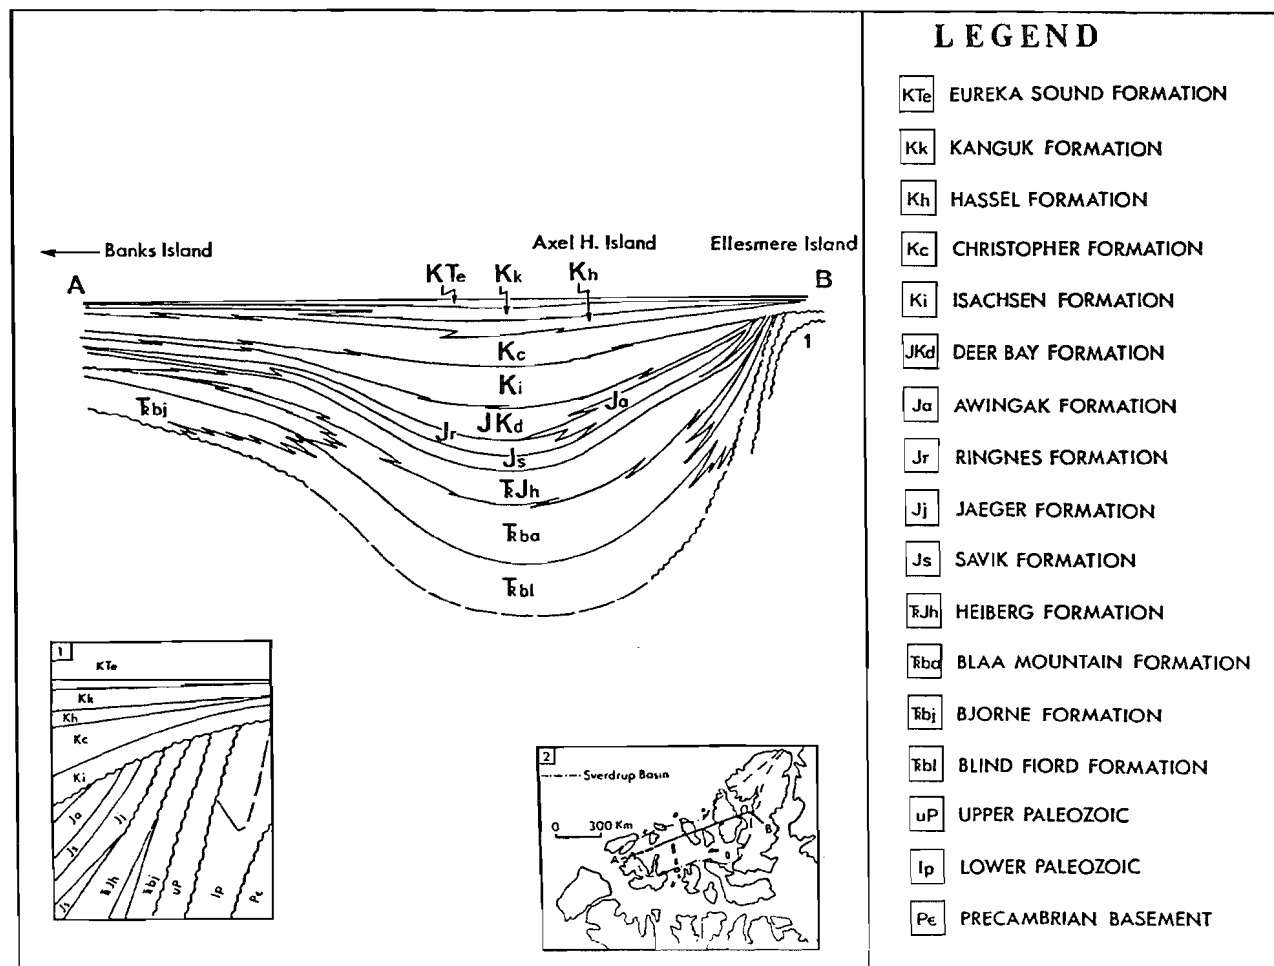 LEGEND
KTe EUREKA SOUND FORMATION
Kk KANGUK FORMATION
Kh HASSEL FORMATION
Kc CHRISTOPHER FORMATION
Ki ISACHSEN FORMATION
JKd DEER BAY FORMATION
Ja AWINGAK FORMATION
Jr RINGNES FORMATION
Jj JAEGER FORMATION
Js SAVIK FORMATION
TRJh HEIBERG FORMATION
TRba BLAA MOUNTAIN FORMATION
TRbj BJORNE FORMATION
TRbl BLIND FIORD FORMATION
uP UPPER PALEOZOIC
lp LOWER PALEOZOIC
P€ PRECAMBRIAN BASEMENT
Banks Island
Axel H. Island
Ellesmere Island
A
KTe Kk Kh
B
1
Kc
Ki
TRbj
Ja
JKd
Jr
Js
TRJh
TRba
TRbl
1
KTe
Kk
Kh
Kc
Ki
Ja
Jj
Js
Js
TRJh
TRbj
uP
lp
P€
2
Sverdrup Basin
0 300 Km
A
B